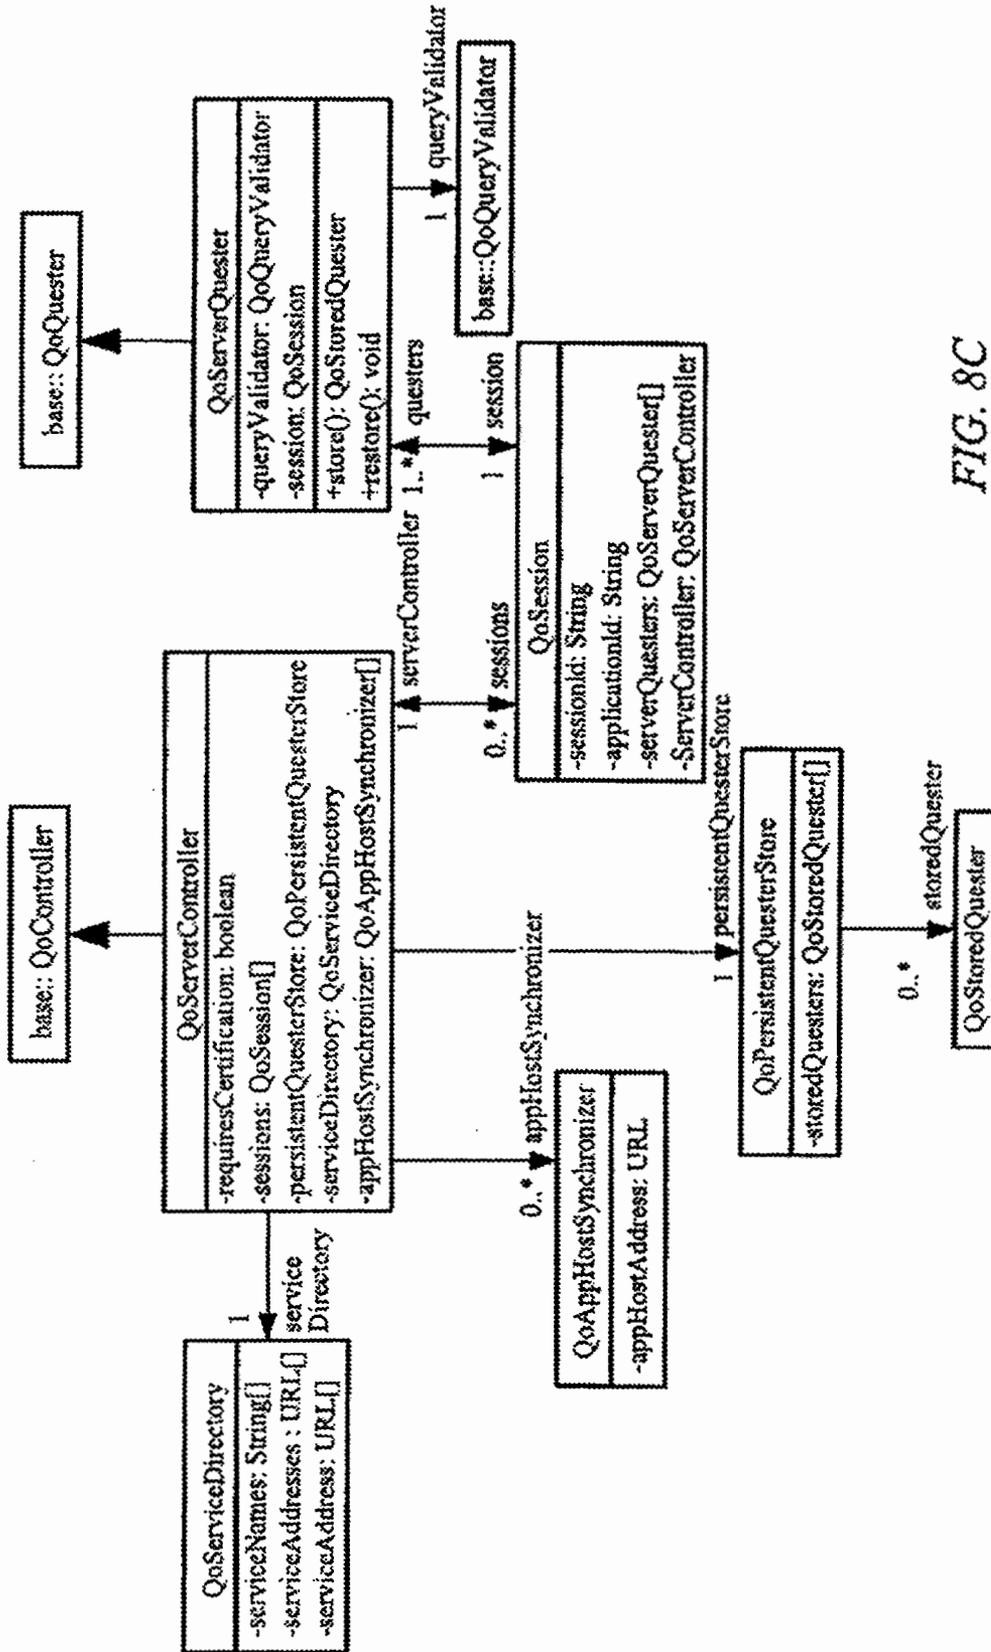 base:: QoController
base:: QoQuester
QoServiceDirectory
-serviceNames: String[]
-serviceAddresses : URL[]
-serviceAddress: URL[]
1
service
Directory
QoServerController
-requiresCertification: boolean
-sessions: QoSession[]
-persistentQuesterStore: QoPersistentQuesterStore
-serviceDirectory: QoServiceDirectory
-appHostSynchronizer: QoAppHostSynchronizer[]
QoServerQuester
-queryValidator: QoQueryValidator
-session: QoSession
+store(): QoStoredQuester
+restore(): void
1 serverController
1..* questers
1 queryValidator
0..* appHostSynchronizer
0..* sessions
1 session
base::QoQueryValidator
QoAppHostSynchronizer
-appHostAddress: URL
QoSession
-sessionId: String
-applicationId: String
-serverQuesters: QoServerQuester[]
-ServerController: QoServerController
1 persistentQuesterStore
QoPersistentQuesterStore
-storedQuesters: QoStoredQuester[]
0..* storedQuester
QoStoredQuester
FIG. 8C